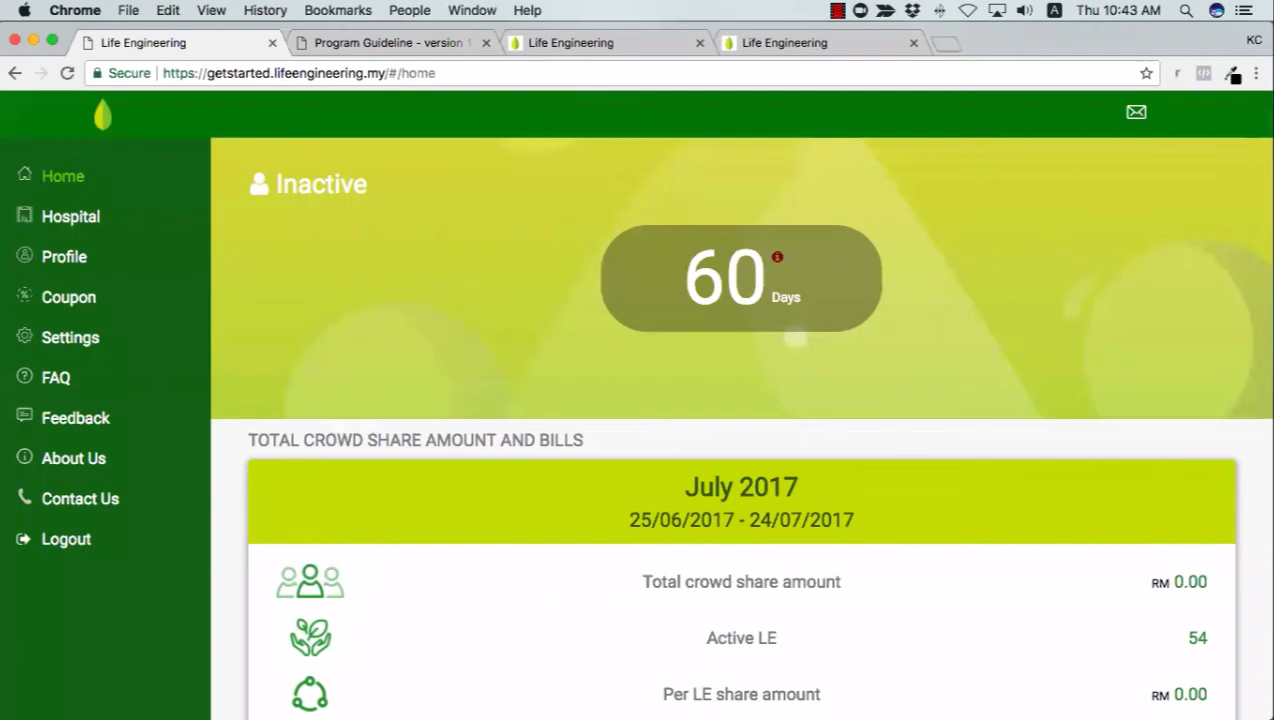 Chrome File Edit View History Bookmarks People Window Help Thu 10:43 AM
Life Engineering Program Guideline - version Life Engineering Life Engineering KC
Secure https://getstarted.lifeengineering.my/#/home
Home
Hospital
Profile
Coupon
Settings
FAQ
Feedback
About Us
Contact Us
Logout
Inactive
60
Days
TOTAL CROWD SHARE AMOUNT AND BILLS
July 2017
25/06/2017 - 24/07/2017
Total crowd share amount RM 0.00
Active LE 54
Per LE share amount RM 0.00